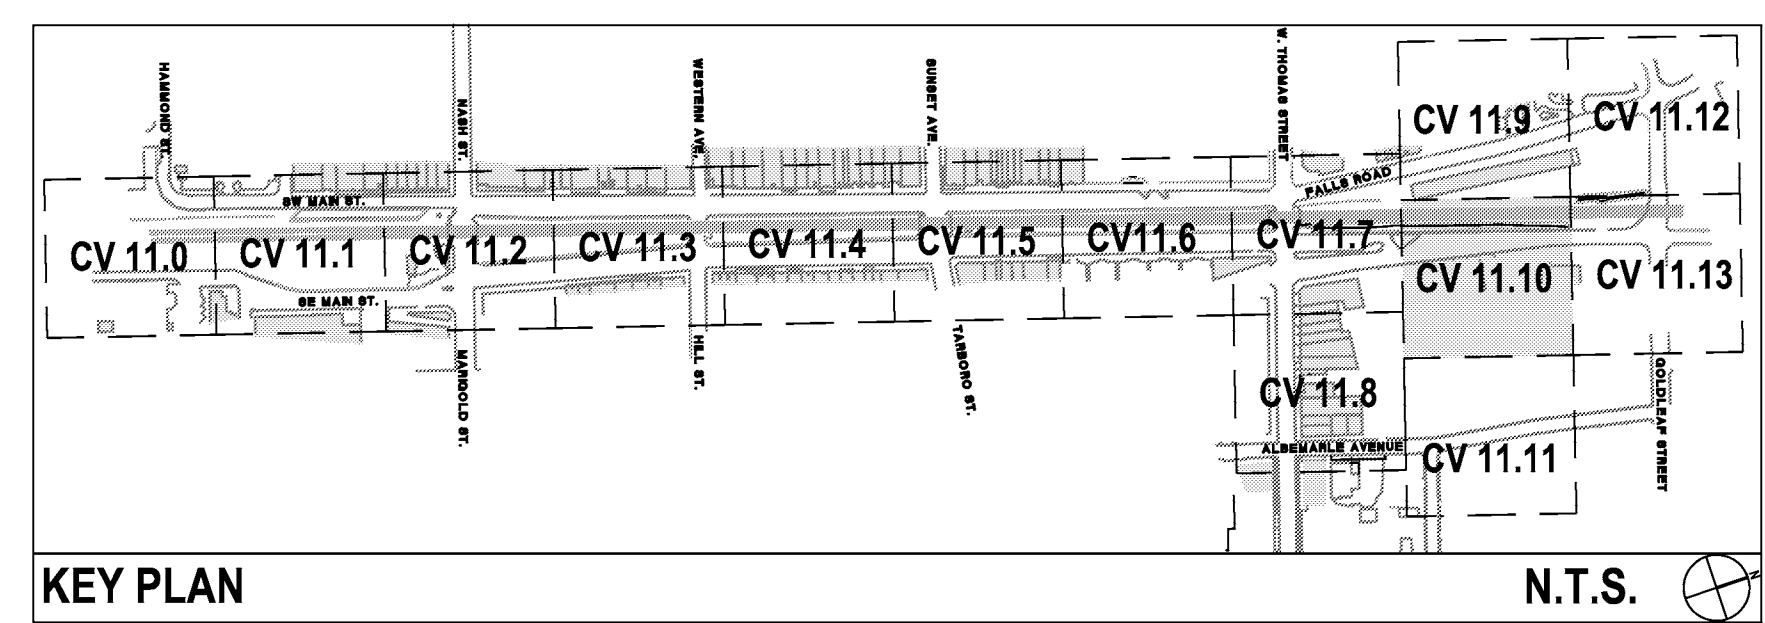 HAMMOND ST.
NASH ST.
WESTERN AVE.
SUNSET AVE.
W. THOMAS STREET
CV 11.9
CV 11.12
FALLS ROAD
SW MAIN ST.
CV 11.0
CV 11.1
CV 11.2
CV 11.3
CV 11.4
CV 11.5
CV11.6
CV 11.7
CV 11.10
CV 11.13
SE MAIN ST.
MARIGOLD ST.
HILL ST.
TARBORO ST.
CV 11.8
GOLDLEAF STREET
ALBEMARLE AVENUE
CV 11.11
KEY PLAN
N.T.S.
N